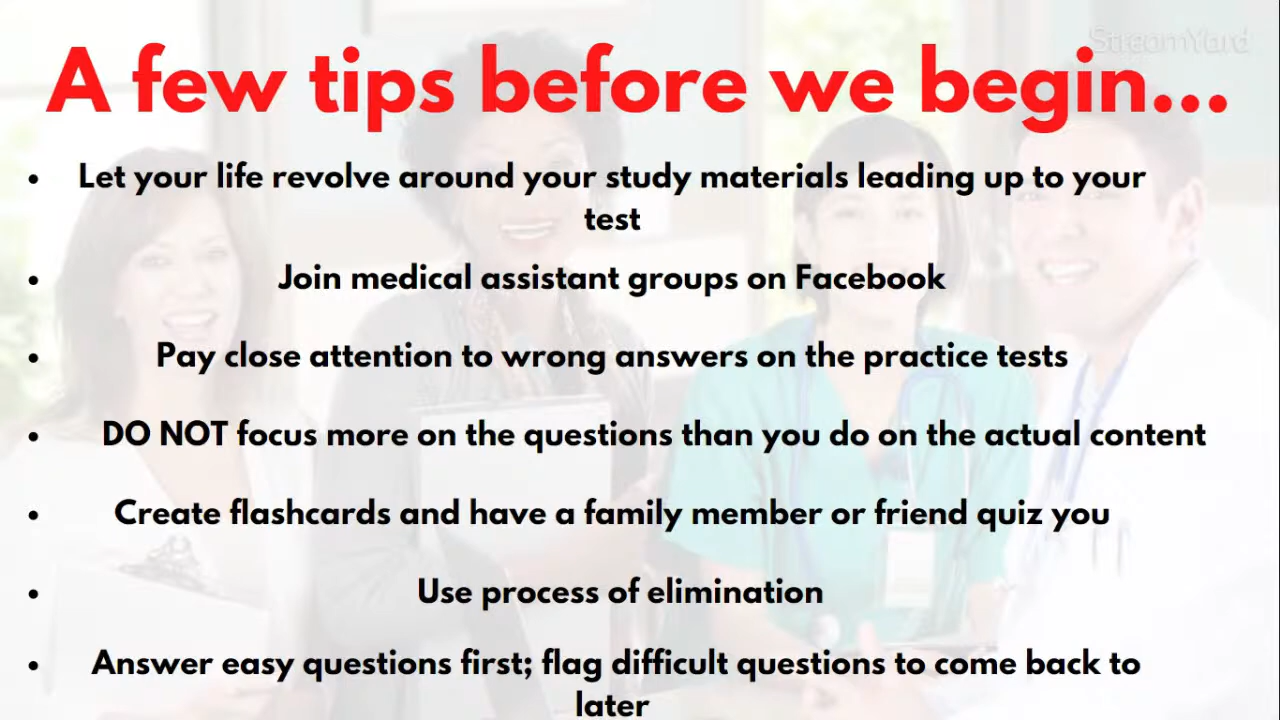 StreamYard
A few tips before we begin...
• Let your life revolve around your study materials leading up to your
test
• Join medical assistant groups on Facebook
• Pay close attention to wrong answers on the practice tests
• DO NOT focus more on the questions than you do on the actual content
• Create flashcards and have a family member or friend quiz you
• Use process of elimination
• Answer easy questions first; flag difficult questions to come back to
later